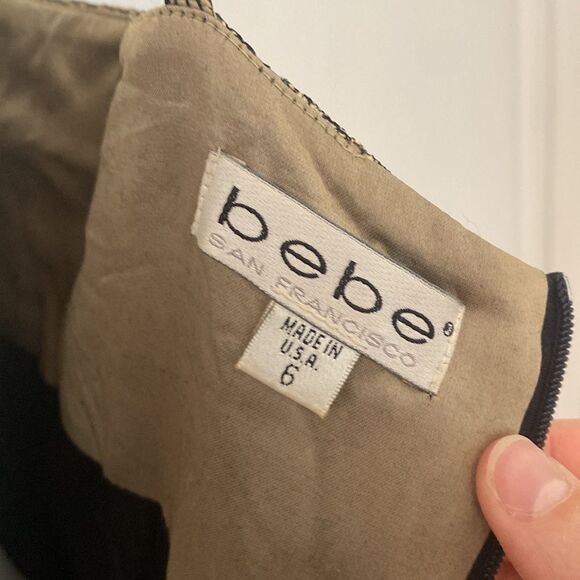 bebe®
SAN FRANCISCO
MADE IN
U.S.A.
6